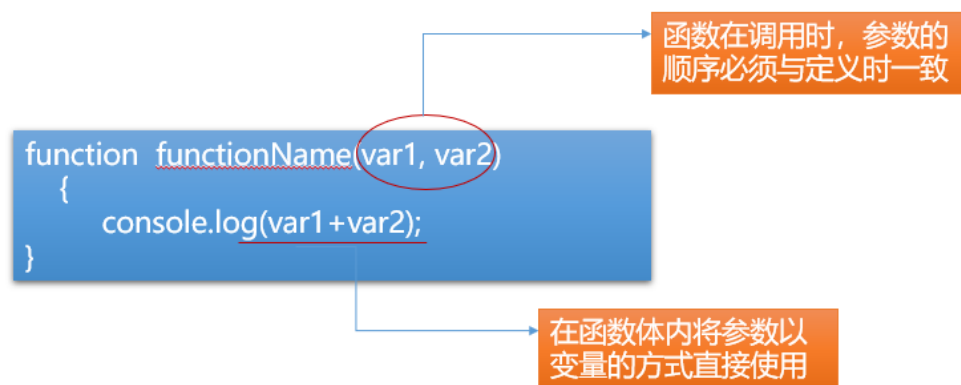 函数在调用时，参数的
顺序必须与定义时一致
function functionName(var1, var2)
{
console.log(var1+var2);
}
在函数体内将参数以
变量的方式直接使用